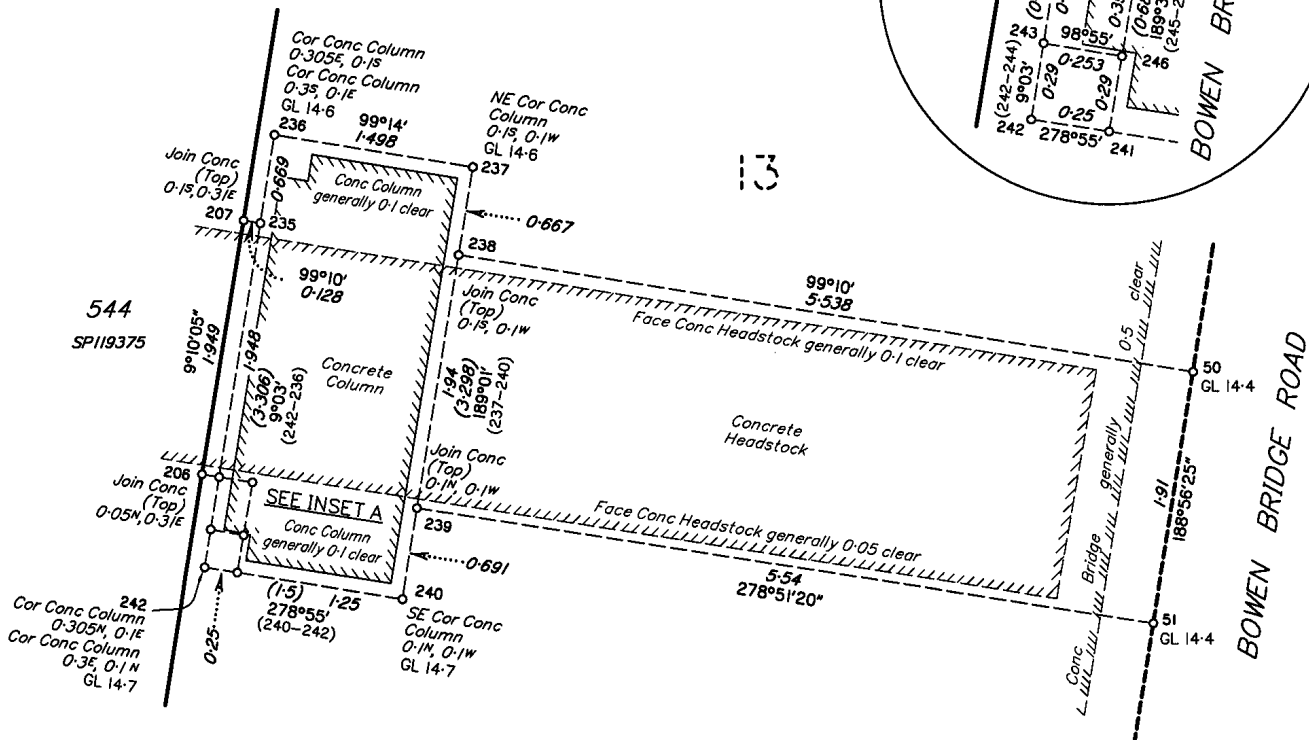 Cor Conc Column
0·305E, 0·1S
Cor Conc Column
0·3S, 0·1E
GL 14·6
236
99°14'
1·498
NE Cor Conc
Column
0·1S, 0·1W
GL 14·6
237
Join Conc
(Top)
0·1S, 0·31E
207
0·669
235
Conc Column
generally 0·1 clear
0·667
238
13
99°10'
0·128
99°10'
5·538
Join Conc
(Top)
0·1S, 0·1W
Face Conc Headstock generally 0·1 clear
544
SP119375
9°10'05"
1·949
1·948
(3·306)
9°03'
(242-236)
Concrete
Column
1·94
(3·298)
189°01'
(237-240)
Concrete
Headstock
Conc Bridge generally 0·5 clear
50
GL 14·4
1·91
188°56'25"
BOWEN BRIDGE ROAD
206
Join Conc
(Top)
0·05N, 0·31E
Join Conc
(Top)
0·1N, 0·1W
SEE INSET A
Conc Column
generally 0·1 clear
239
Face Conc Headstock generally 0·05 clear
5·54
278°51'20"
0·691
51
GL 14·4
242
Cor Conc Column
0·305N, 0·1E
Cor Conc Column
0·3E, 0·1N
GL 14·7
0·25
(1·5)
1·25
278°55'
(240-242)
240
SE Cor Conc
Column
0·1N, 0·1W
GL 14·7
243
98°55'
0·253
246
(242-244)
9°03'
0·29
0·29
0·25
242
278°55'
241
BOWEN